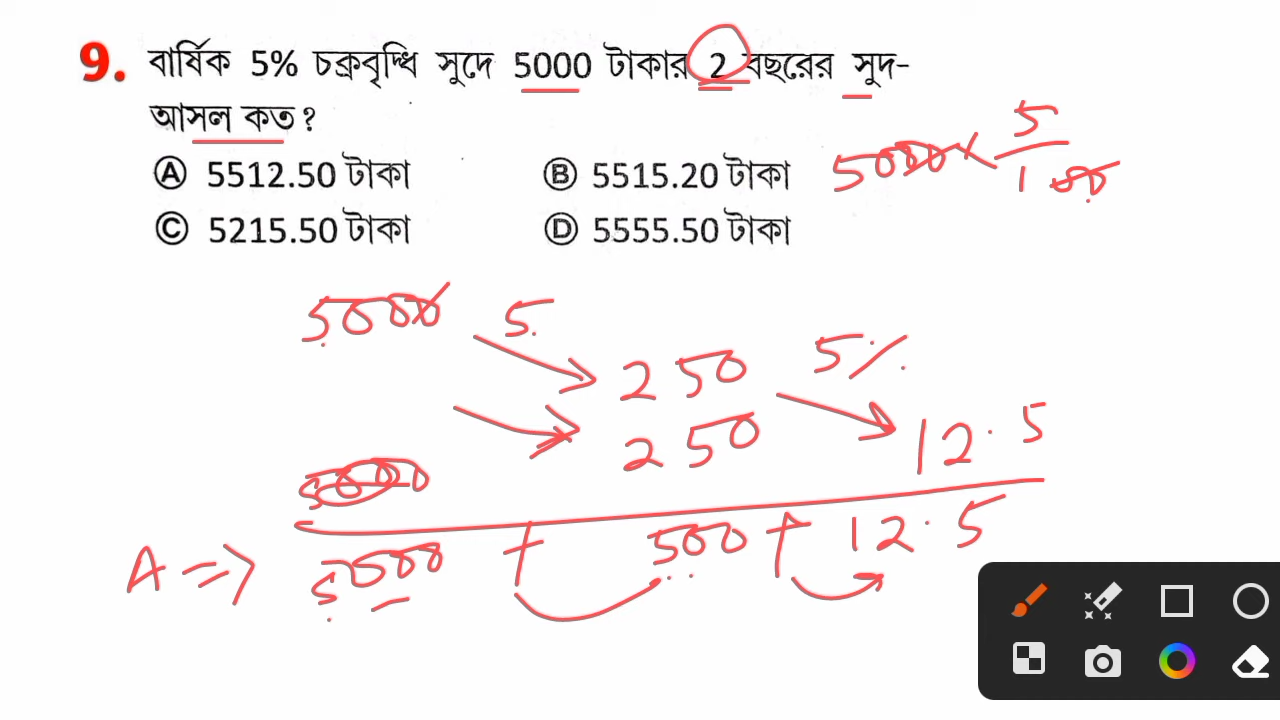 9. বার্ষিক 5% চক্রবৃদ্ধি সুদে 5000 টাকার 2 বছরের সুদ-
আসল কত?
Ⓐ 5512.50 টাকা Ⓑ 5515.20 টাকা
Ⓒ 5215.50 টাকা Ⓓ 5555.50 টাকা
5000 × 5/100
5000 5 250 5%
250 12.5
5000
A => 5000 + 500 + 12.5